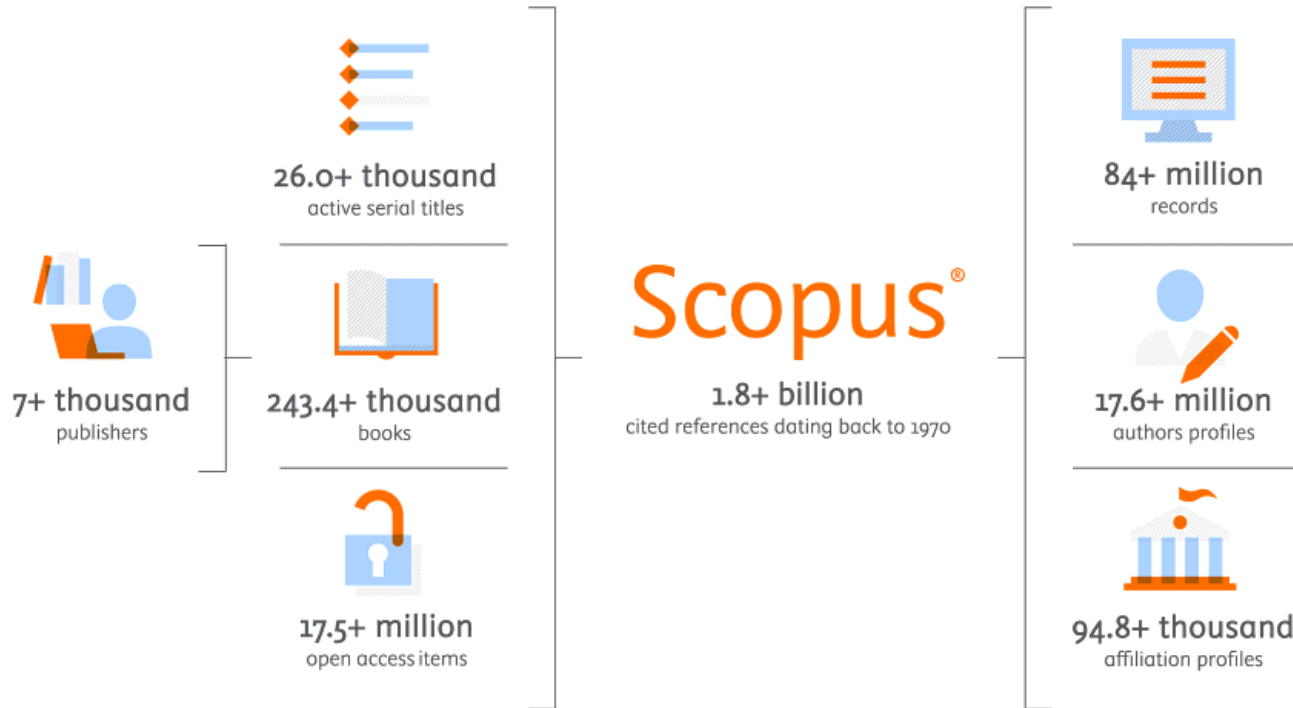 26.0+ thousand
active serial titles
7+ thousand
publishers
243.4+ thousand
books
17.5+ million
open access items
Scopus®
1.8+ billion
cited references dating back to 1970
84+ million
records
17.6+ million
authors profiles
94.8+ thousand
affiliation profiles